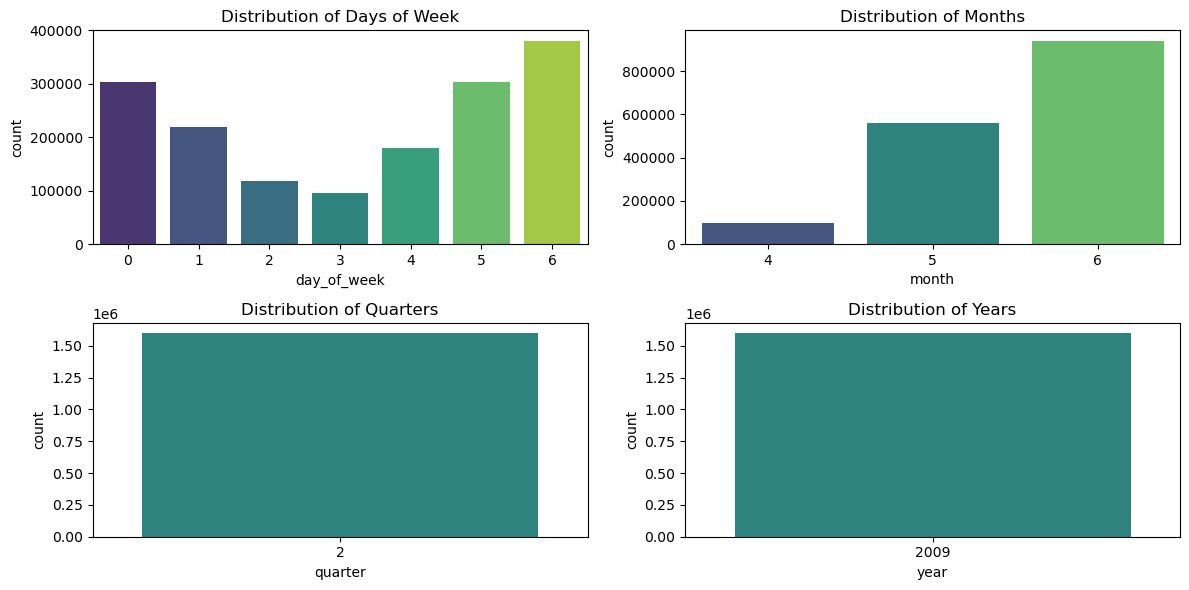 Distribution of Days of Week
400000
300000
200000
100000
0
count
0 1 2 3 4 5 6
day_of_week
Distribution of Months
800000
600000
400000
200000
0
count
4 5 6
month
Distribution of Quarters
1e6
1.50
1.25
1.00
0.75
0.50
0.25
0.00
count
2
quarter
Distribution of Years
1e6
1.50
1.25
1.00
0.75
0.50
0.25
0.00
count
2009
year